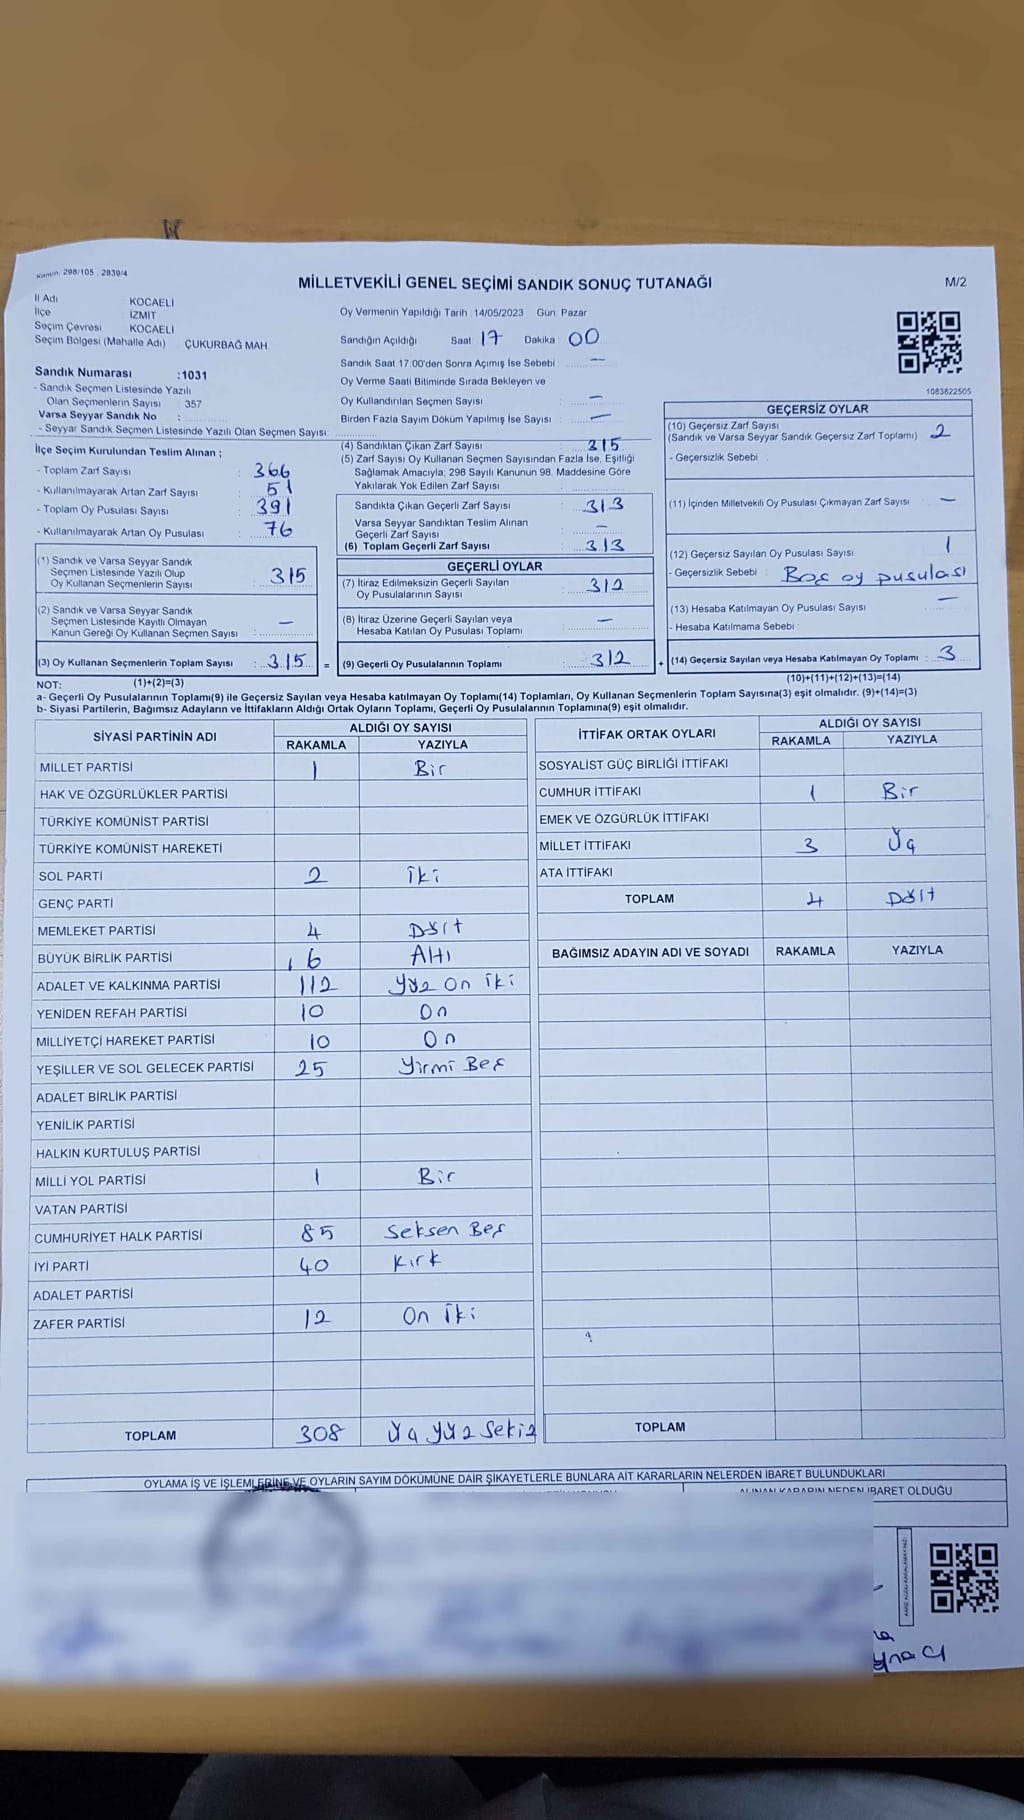 Kanun. 298/105 , 2839/4
MİLLETVEKİLİ GENEL SEÇİMİ SANDIK SONUÇ TUTANAĞI
M/2
İl Adı KOCAELİ
İlçe İZMİT
Seçim Çevresi KOCAELİ
Seçim Bölgesi (Mahalle Adı) ÇUKURBAĞ MAH.
Sandık Numarası :1031
- Sandık Seçmen Listesinde Yazılı
Olan Seçmenlerin Sayısı 357
Varsa Seyyar Sandık No :
- Seyyar Sandık Seçmen Listesinde Yazılı Olan Seçmen Sayısı:
İlçe Seçim Kurulundan Teslim Alınan ;
- Toplam Zarf Sayısı : 366
- Kullanılmayarak Artan Zarf Sayısı : 51
- Toplam Oy Pusulası Sayısı : 391
- Kullanılmayarak Artan Oy Pusulası : 76
(1) Sandık ve Varsa Seyyar Sandık
Seçmen Listesinde Yazılı Olup
Oy Kullanan Seçmenlerin Sayısı : 315
(2) Sandık ve Varsa Seyyar Sandık
Seçmen Listesinde Kayıtlı Olmayan
Kanun Gereği Oy Kullanan Seçmen Sayısı : —
(3) Oy Kullanan Seçmenlerin Toplam Sayısı : 315 =
Oy Vermenin Yapıldığı Tarih : 14/05/2023 Gün: Pazar
Sandığın Açıldığı Saat 17 Dakika 00
Sandık Saat 17:00'den Sonra Açımış İse Sebebi : —
Oy Verme Saati Bitiminde Sırada Bekleyen ve
Oy Kullandırılan Seçmen Sayısı : —
Birden Fazla Sayım Döküm Yapılmış İse Sayısı : —
(4) Sandıktan Çıkan Zarf Sayısı : 315
(5) Zarf Sayısı Oy Kullanan Seçmen Sayısından Fazla İse, Eşitliği
Sağlamak Amacıyla; 298 Sayılı Kanunun 98. Maddesine Göre
Yakılarak Yok Edilen Zarf Sayısı :
Sandıkta Çıkan Geçerli Zarf Sayısı : 313
Varsa Seyyar Sandıktan Teslim Alınan
Geçerli Zarf Sayısı : —
(6) Toplam Geçerli Zarf Sayısı : 313
GEÇERLİ OYLAR
(7) İtiraz Edilmeksizin Geçerli Sayılan
Oy Pusulalarının Sayısı : 312
(8) İtiraz Üzerine Geçerli Sayılan veya
Hesaba Katılan Oy Pusulası Toplamı : —
(9) Geçerli Oy Pusulalarının Toplamı : 312 +
1083822505
GEÇERSİZ OYLAR
(10) Geçersiz Zarf Sayısı
(Sandık ve Varsa Seyyar Sandık Geçersiz Zarf Toplamı) : 2
- Geçersizlik Sebebi :
(11) İçinden Milletvekili Oy Pusulası Çıkmayan Zarf Sayısı : —
(12) Geçersiz Sayılan Oy Pusulası Sayısı : 1
- Geçersizlik Sebebi : Boş oy pusulası
(13) Hesaba Katılmayan Oy Pusulası Sayısı : —
- Hesaba Katılmama Sebebi :
(14) Geçersiz Sayılan veya Hesaba Katılmayan Oy Toplamı : 3
NOT: (1)+(2)=(3) (10)+(11)+(12)+(13)=(14)
a- Geçerli Oy Pusulalarının Toplamı(9) ile Geçersiz Sayılan veya Hesaba katılmayan Oy Toplamı(14) Toplamları, Oy Kullanan Seçmenlerin Toplam Sayısına(3) eşit olmalıdır. (9)+(14)=(3)
b- Siyasi Partilerin, Bağımsız Adayların ve İttifakların Aldığı Ortak Oyların Toplamı, Geçerli Oy Pusulalarının Toplamına(9) eşit olmalıdır.
SİYASİ PARTİNİN ADI ALDIĞI OY SAYISI
RAKAMLA YAZIYLA
MİLLET PARTİSİ 1 Bir
HAK VE ÖZGÜRLÜKLER PARTİSİ
TÜRKİYE KOMÜNİST PARTİSİ
TÜRKİYE KOMÜNİST HAREKETİ
SOL PARTİ 2 İki
GENÇ PARTİ
MEMLEKET PARTİSİ 4 Dört
BÜYÜK BİRLİK PARTİSİ 6 Altı
ADALET VE KALKINMA PARTİSİ 112 Yüz On İki
YENİDEN REFAH PARTİSİ 10 On
MİLLİYETÇİ HAREKET PARTİSİ 10 On
YEŞİLLER VE SOL GELECEK PARTİSİ 25 Yirmi Beş
ADALET BİRLİK PARTİSİ
YENİLİK PARTİSİ
HALKIN KURTULUŞ PARTİSİ
MİLLİ YOL PARTİSİ 1 Bir
VATAN PARTİSİ
CUMHURİYET HALK PARTİSİ 85 Seksen Beş
İYİ PARTİ 40 Kırk
ADALET PARTİSİ
ZAFER PARTİSİ 12 On İki
TOPLAM 308 Üç Yüz Sekiz
İTTİFAK ORTAK OYLARI ALDIĞI OY SAYISI
RAKAMLA YAZIYLA
SOSYALİST GÜÇ BİRLİĞİ İTTİFAKI
CUMHUR İTTİFAKI 1 Bir
EMEK VE ÖZGÜRLÜK İTTİFAKI
MİLLET İTTİFAKI 3 Üç
ATA İTTİFAKI
TOPLAM 4 Dört
BAĞIMSIZ ADAYIN ADI VE SOYADI RAKAMLA YAZIYLA
TOPLAM
OYLAMA İŞ VE İŞLEMLERİNE VE OYLARIN SAYIM DÖKÜMÜNE DAİR ŞİKAYETLERLE BUNLARA AİT KARARLARIN NELERDEN İBARET BULUNDUKLARI
ALINAN KARARIN NEDEN İBARET OLDUĞU